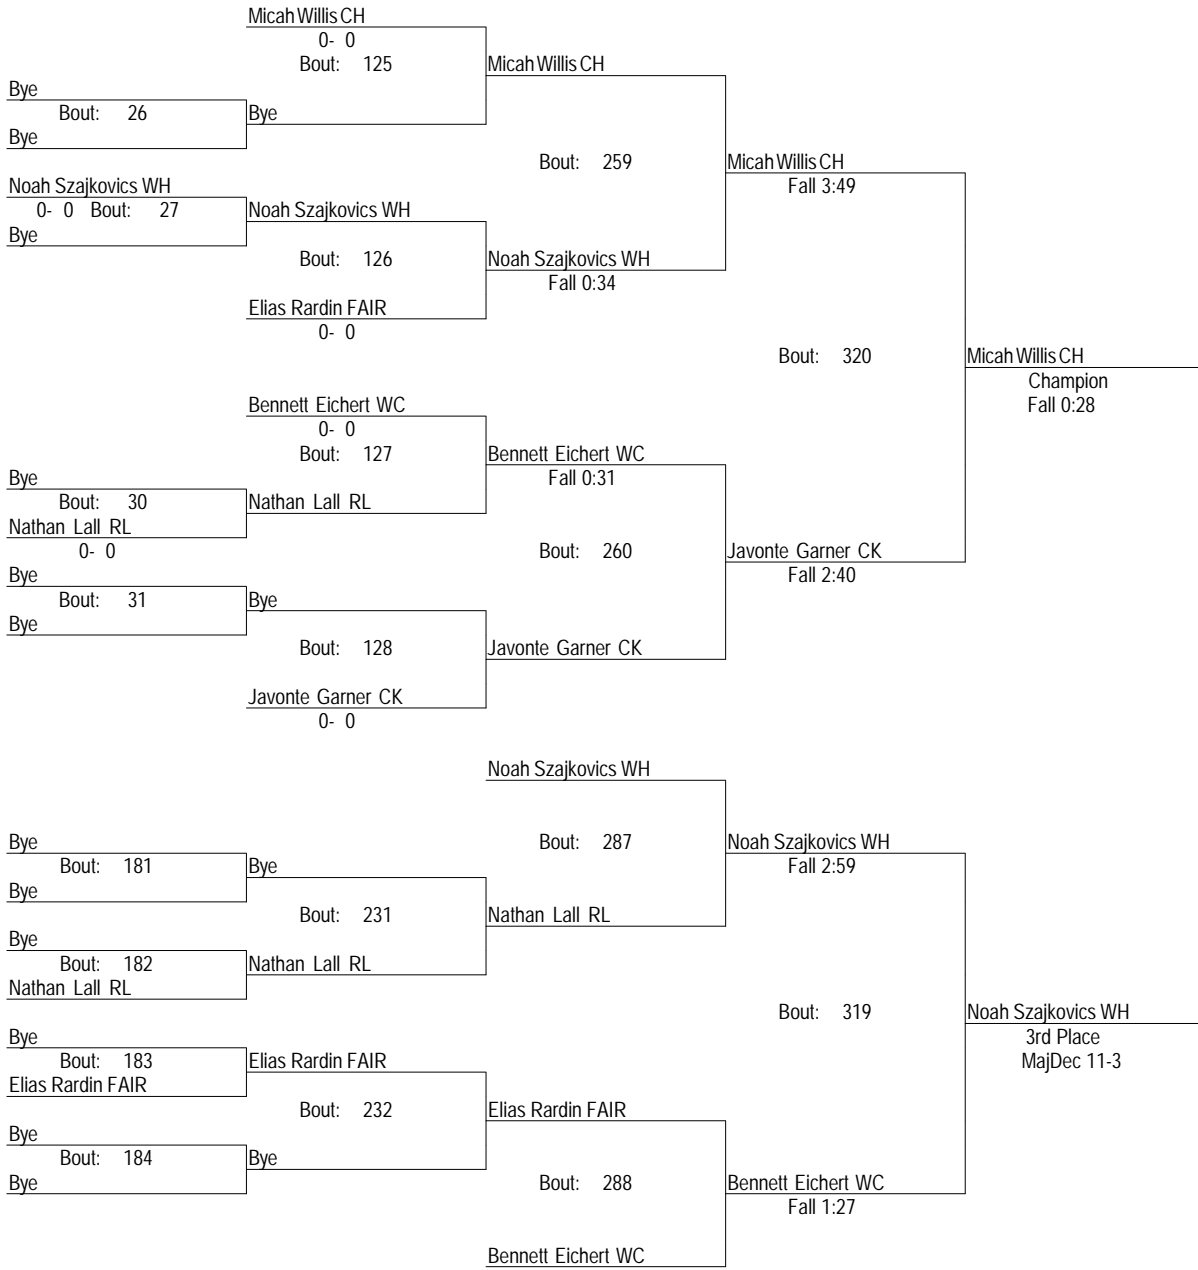 Micah Willis CH
0- 0
Bout: 125
Micah Willis CH
Bye
Bout: 26
Bye
Bye
Bout: 259
Micah Willis CH
Fall 3:49
Noah Szajkovics WH
0- 0 Bout: 27
Noah Szajkovics WH
Bye
Bout: 126
Noah Szajkovics WH
Fall 0:34
Elias Rardin FAIR
0- 0
Bout: 320
Micah Willis CH
Champion
Fall 0:28
Bennett Eichert WC
0- 0
Bout: 127
Bennett Eichert WC
Fall 0:31
Bye
Bout: 30
Nathan Lall RL
Nathan Lall RL
0- 0
Bout: 260
Javonte Garner CK
Fall 2:40
Bye
Bout: 31
Bye
Bye
Bout: 128
Javonte Garner CK
Javonte Garner CK
0- 0
Noah Szajkovics WH
Bout: 287
Noah Szajkovics WH
Fall 2:59
Bye
Bout: 181
Bye
Bye
Bout: 231
Nathan Lall RL
Bye
Bout: 182
Nathan Lall RL
Nathan Lall RL
Bout: 319
Noah Szajkovics WH
3rd Place
MajDec 11-3
Bye
Bout: 183
Elias Rardin FAIR
Elias Rardin FAIR
Bout: 232
Elias Rardin FAIR
Bye
Bout: 184
Bye
Bye
Bout: 288
Bennett Eichert WC
Fall 1:27
Bennett Eichert WC